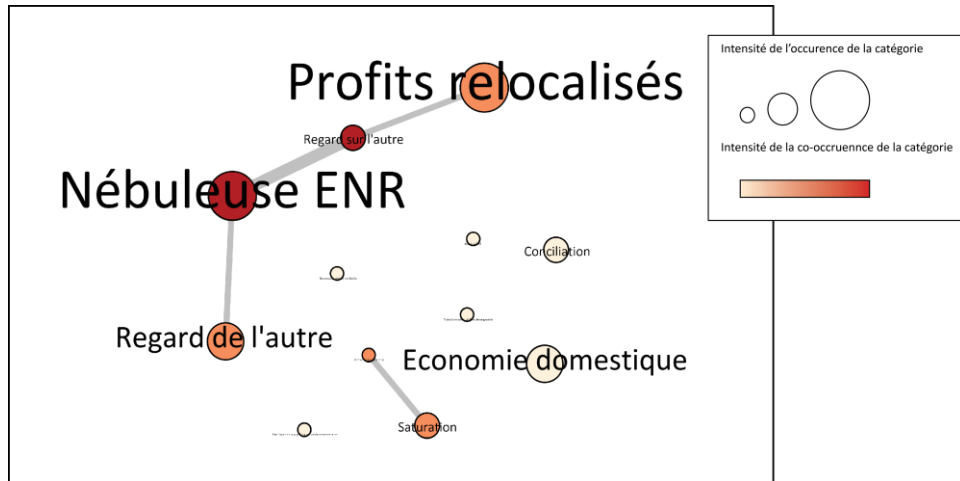 Profits relocalisés
Regard sur l'autre
Nébuleuse ENR
Conciliation
Regard de l'autre
Economie domestique
Saturation
Intensité de l'occurence de la catégorie
Intensité de la co-occruennce de la catégorie